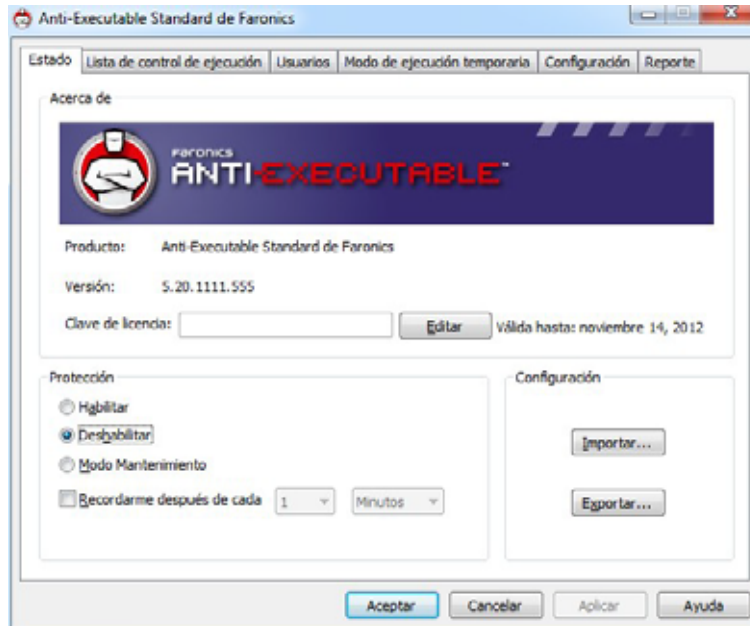 Anti-Executable Standard de Faronics
Estado Lista de control de ejecución Usuarios Modo de ejecución temporaria Configuración Reporte
Acerca de
FARONICS
ANTI-EXECUTABLE™
Producto: Anti-Executable Standard de Faronics
Versión: 5.20.1111.555
Clave de licencia: Editar Válida hasta: noviembre 14, 2012
Protección
Habilitar
Deshabilitar
Modo Mantenimiento
Recordarme después de cada 1 Minutos
Configuración
Importar...
Exportar...
Aceptar Cancelar Aplicar Ayuda